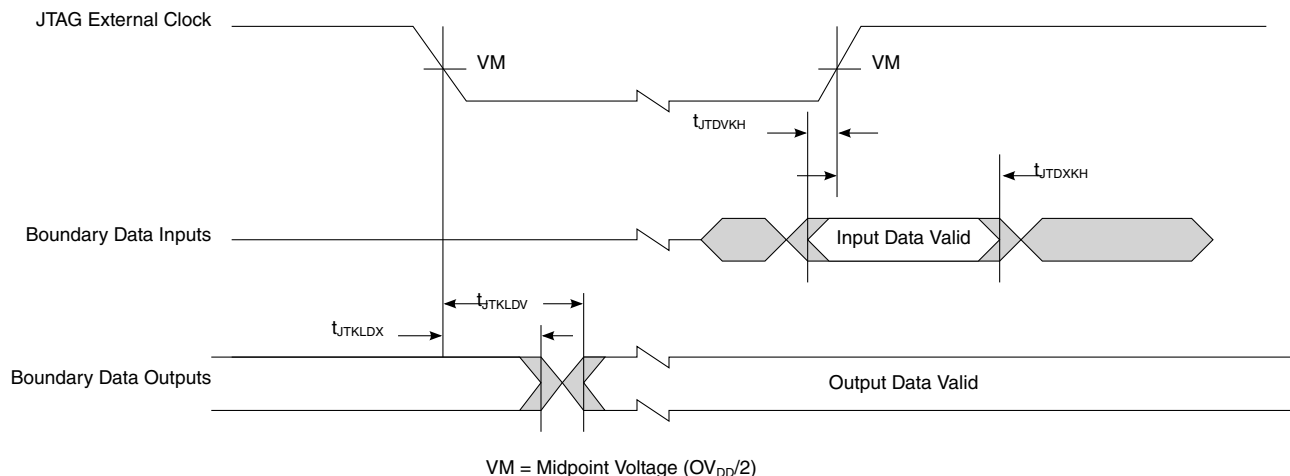 JTAG External Clock
VM
VM
tJTDVKH
tJTDXKH
Boundary Data Inputs
Input Data Valid
tJTKLDV
tJTKLDX
Boundary Data Outputs
Output Data Valid
VM = Midpoint Voltage (OVDD/2)